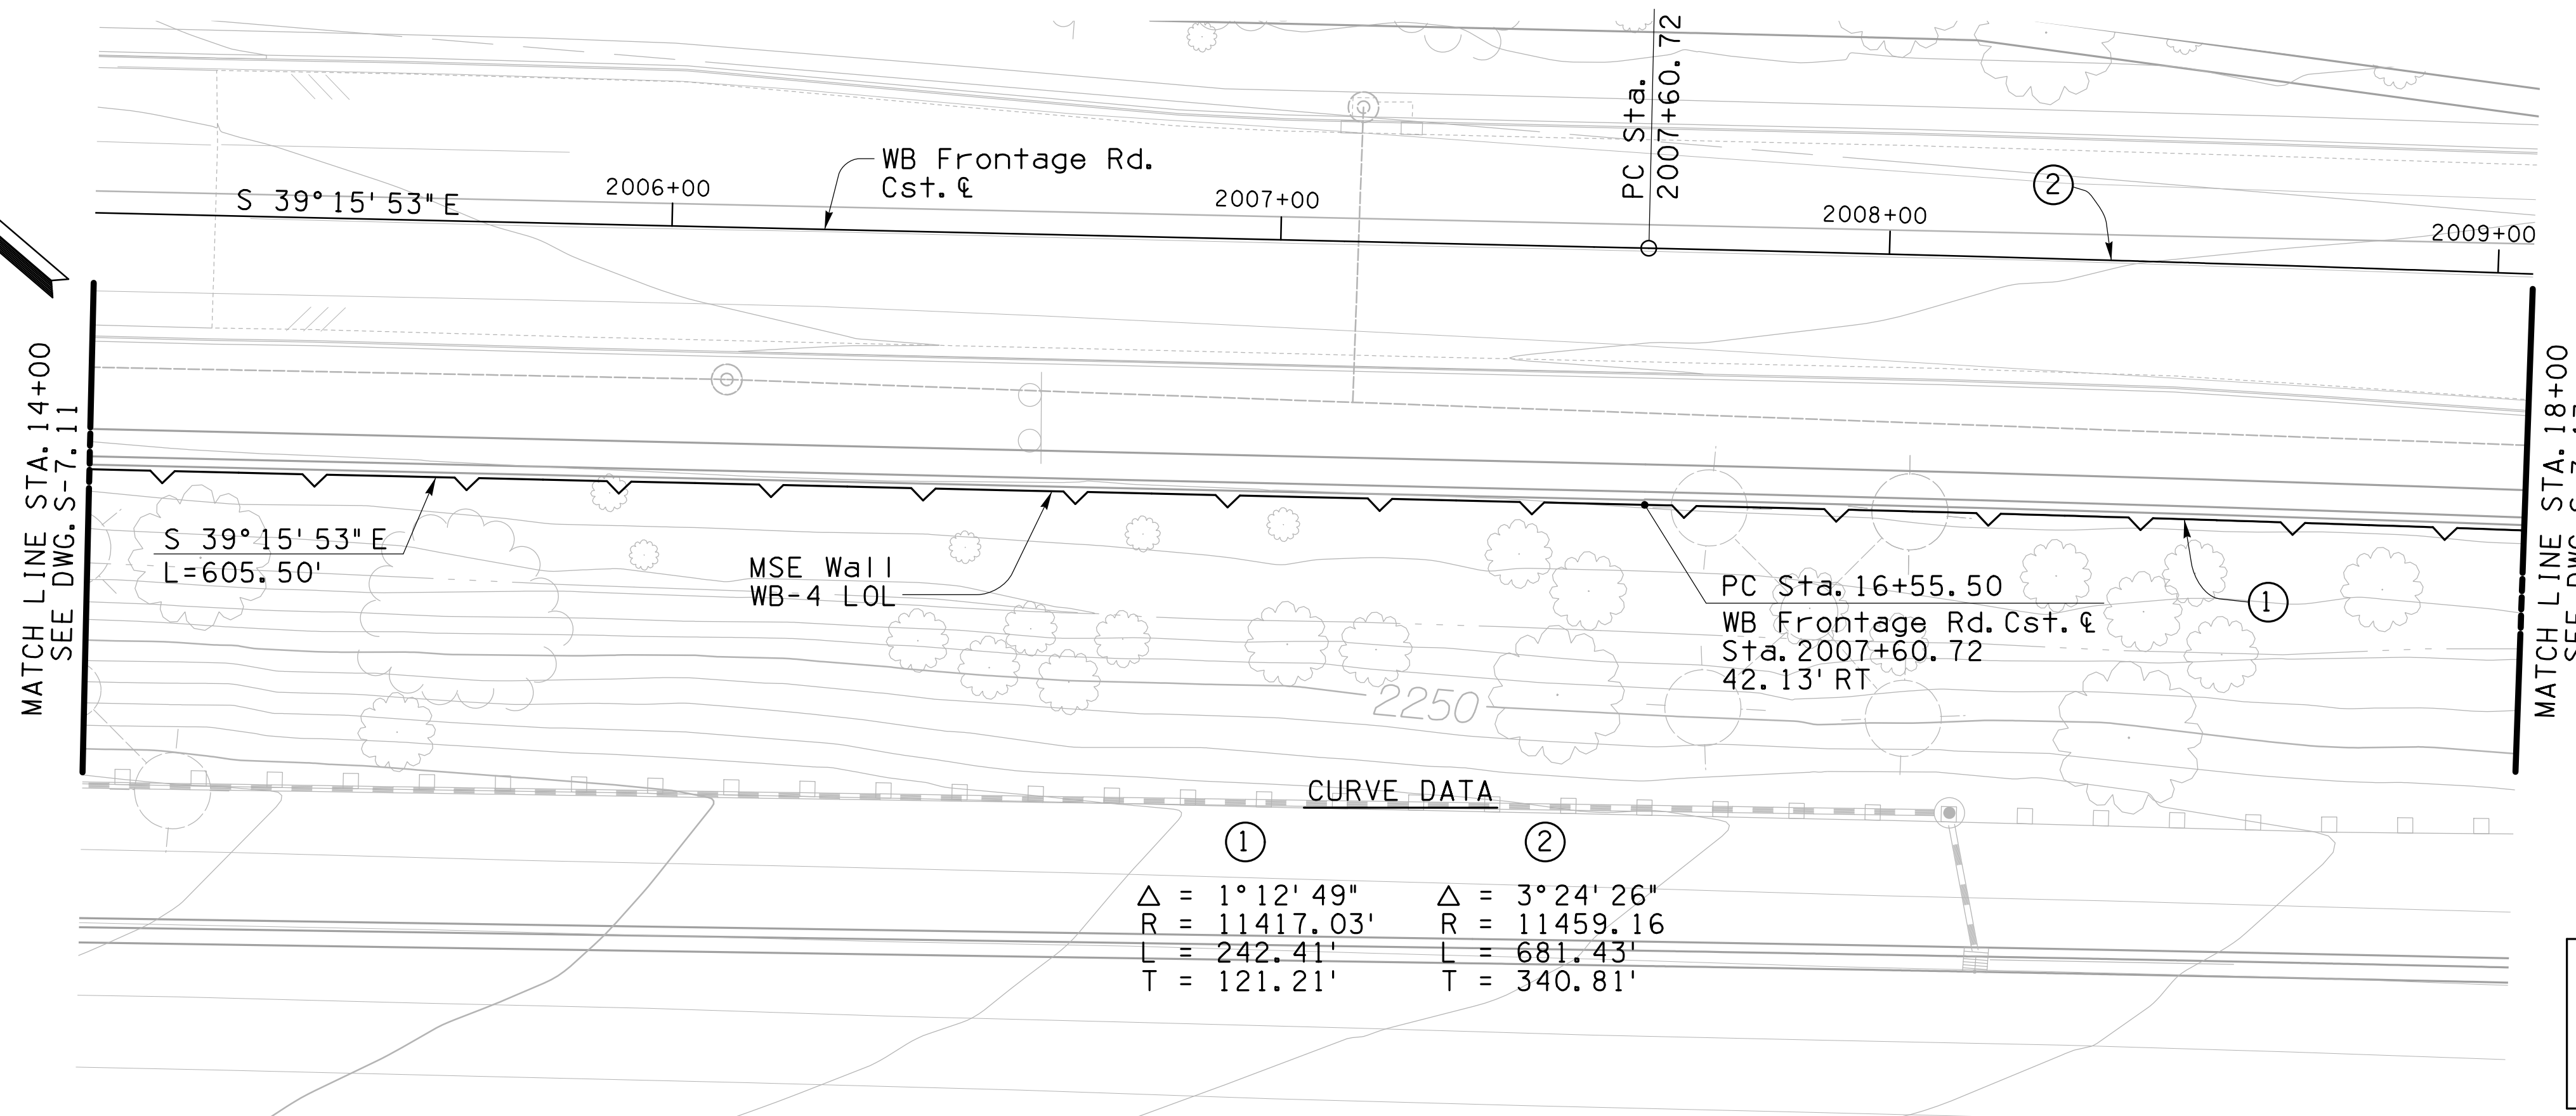 PC Sta.
2007+60.72
WB Frontage Rd.
Cst. ℄
S 39°15'53"E
2006+00
2007+00
2008+00
2009+00
2
MATCH LINE STA. 14+00
SEE DWG. S-7.11
S 39°15'53"E
L=605.50'
MSE Wall
WB-4 LOL
PC Sta. 16+55.50
WB Frontage Rd. Cst. ℄
Sta. 2007+60.72
42.13' RT
1
2250
MATCH LINE STA. 18+00
SEE DWG.
CURVE DATA
1 2
△ = 1°12'49" △ = 3°24'26"
R = 11417.03' R = 11459.16
L = 242.41' L = 681.43'
T = 121.21' T = 340.81'